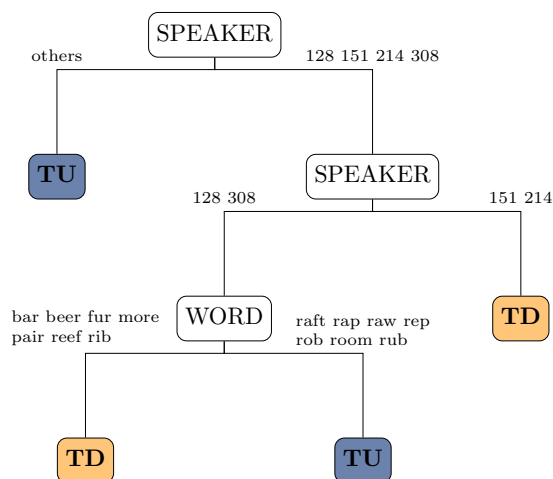 SPEAKER
others
128 151 214 308
TU
SPEAKER
128 308
151 214
WORD
TD
bar beer fur more
pair reef rib
raft rap raw rep
rob room rub
TD
TU